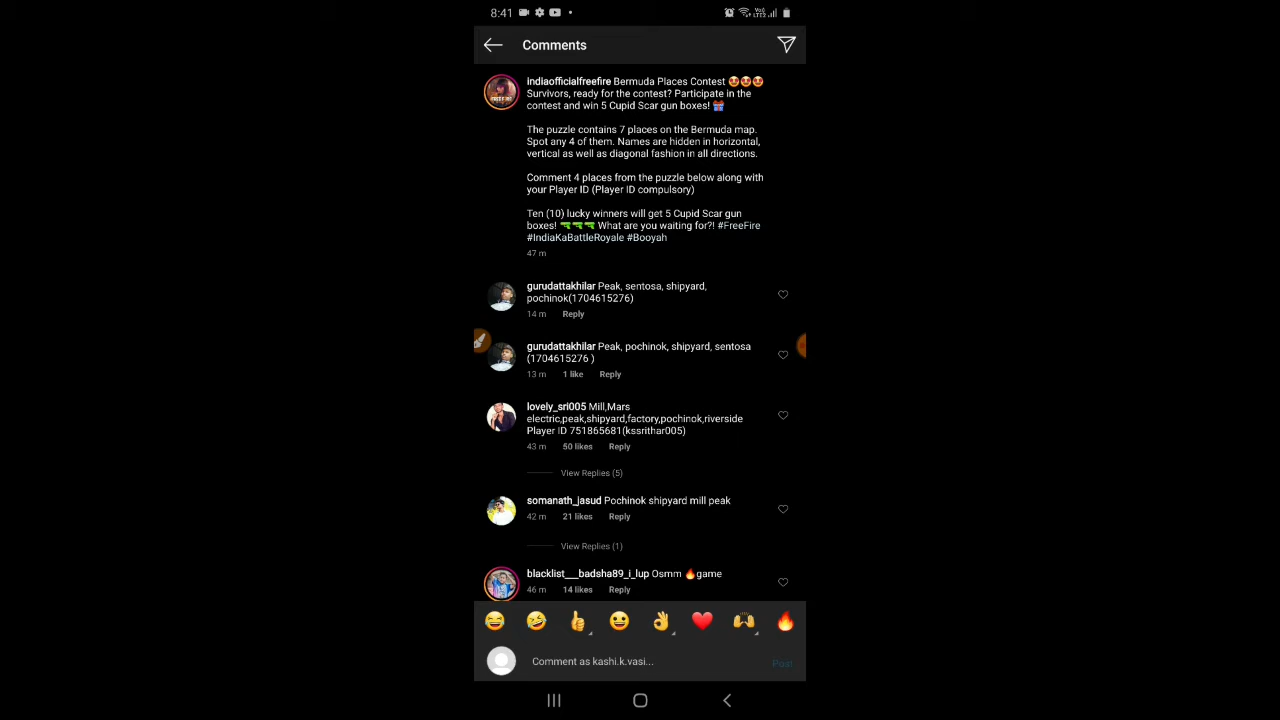 8:41
Vo) LTE2
Comments
indiaofficialfreefire Bermuda Places Contest 😍😍😍
Survivors, ready for the contest? Participate in the
contest and win 5 Cupid Scar gun boxes! 🎁
The puzzle contains 7 places on the Bermuda map.
Spot any 4 of them. Names are hidden in horizontal,
vertical as well as diagonal fashion in all directions.
Comment 4 places from the puzzle below along with
your Player ID (Player ID compulsory)
Ten (10) lucky winners will get 5 Cupid Scar gun
boxes! 🔫🔫🔫 What are you waiting for?! #FreeFire
#IndiaKaBattleRoyale #Booyah
47 m
gurudattakhilar Peak, sentosa, shipyard,
pochinok(1704615276)
14 m Reply
gurudattakhilar Peak, pochinok, shipyard, sentosa
(1704615276 )
13 m 1 like Reply
lovely_sri005 Mill,Mars
electric,peak,shipyard,factory,pochinok,riverside
Player ID 751865681(kssrithar005)
43 m 50 likes Reply
View Replies (5)
somanath_jasud Pochinok shipyard mill peak
42 m 21 likes Reply
View Replies (1)
blacklist___badsha89_i_lup Osmm 🔥game
46 m 14 likes Reply
Comment as kashi.k.vasi...
Post